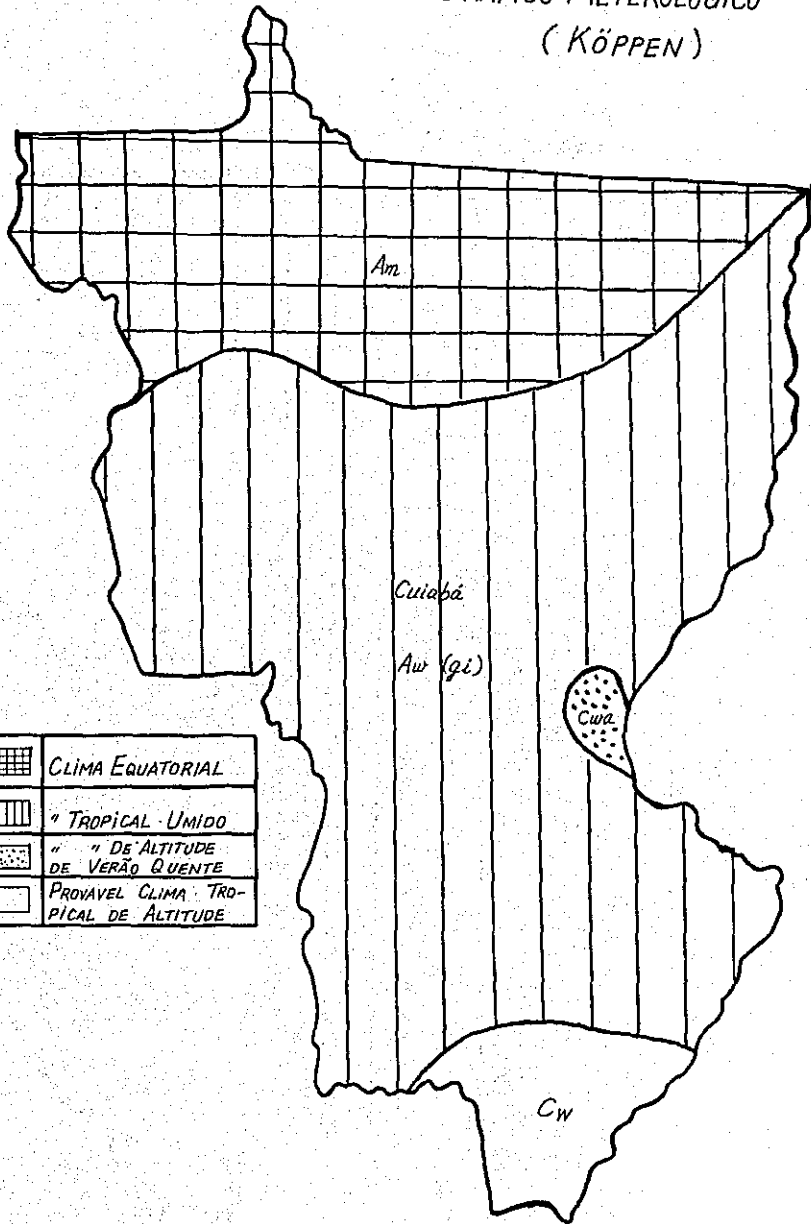 METEROLÓGICO
(KÖPPEN)
Am
Cuiabá
Aw (gi)
Cwa
CLIMA EQUATORIAL
" TROPICAL UMIDO
" " DE ALTITUDE
DE VERÃO QUENTE
PROVAVEL CLIMA TRO-
PICAL DE ALTITUDE
Cw